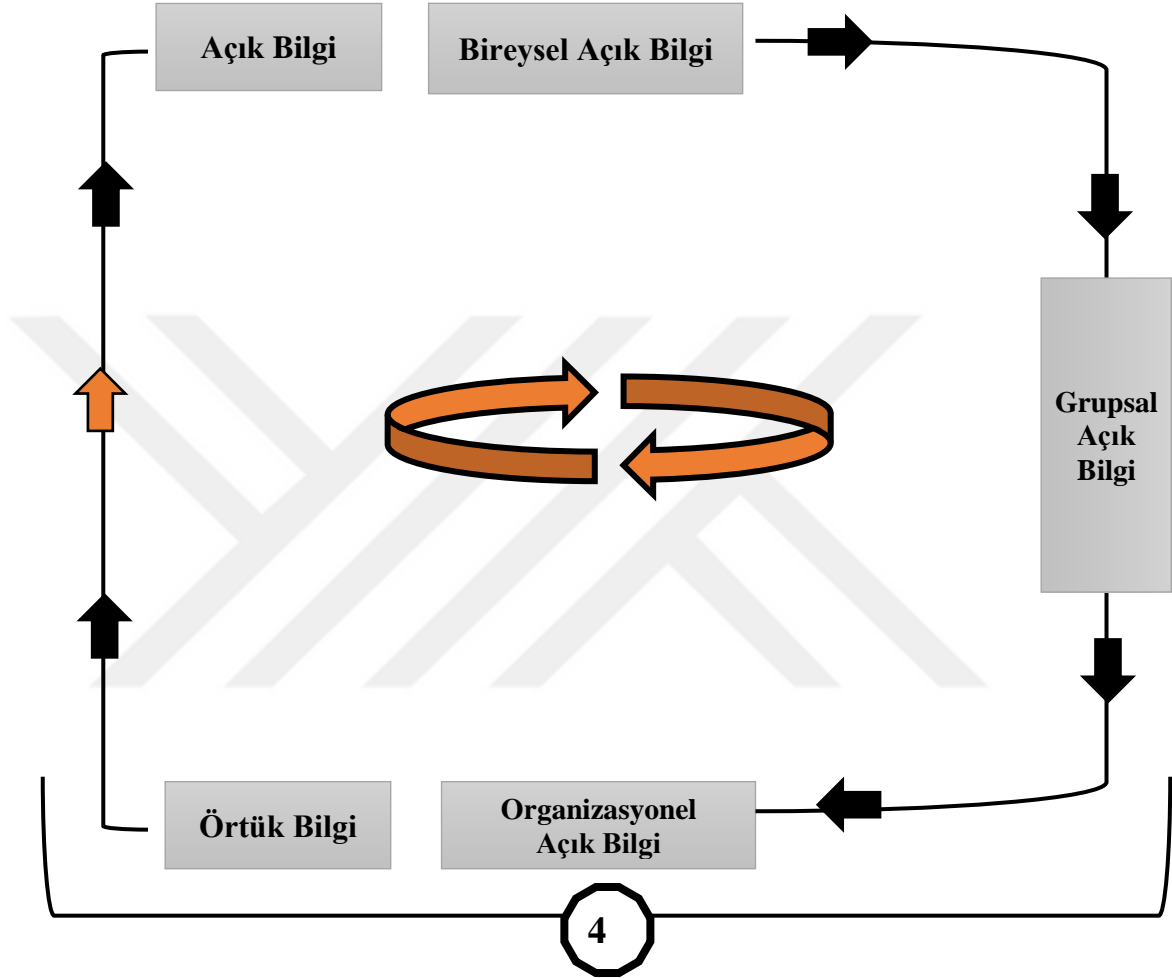 Açık Bilgi
Bireysel Açık Bilgi
Grupsal
Açık
Bilgi
Örtük Bilgi
Organizasyonel
Açık Bilgi
4